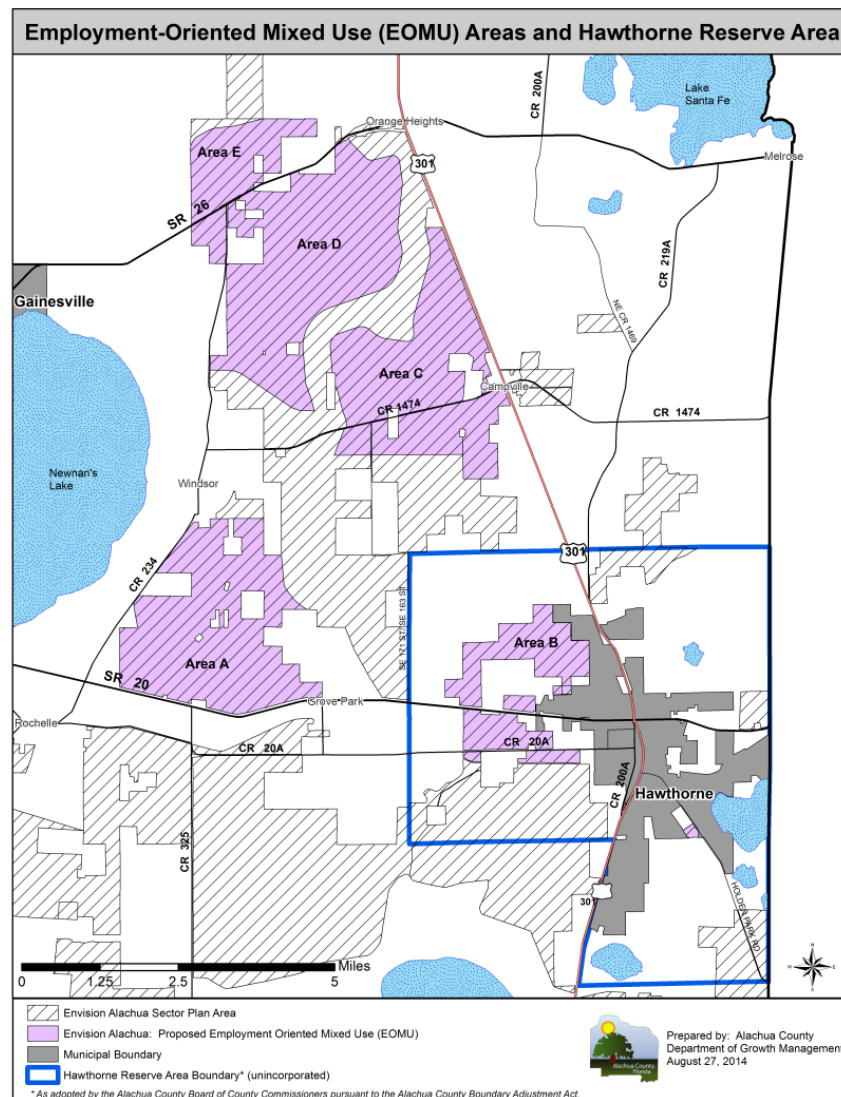 Employment-Oriented Mixed Use (EOMU) Areas and Hawthorne Reserve Area
CR 200A
Lake
Santa Fe
Orange Heights
Area E
301
Melrose
SR 26
Area D
CR 219A
Gainesville
NE CR 1469
Area C
Campville
CR 1474
CR 1474
Newnan's
Lake
Windsor
301
CR 234
SE 171 ST/ SE 163 ST
Area B
Area A
SR 20
Grove Park
Rochelle
CR 20A
CR 20A
CR 200A
Hawthorne
CR 325
301
HOLDEN PARK RD
Miles
0 1.25 2.5 5
N
W E
S
Envision Alachua Sector Plan Area
Envision Alachua: Proposed Employment Oriented Mixed Use (EOMU)
Municipal Boundary
Hawthorne Reserve Area Boundary* (unincorporated)
Alachua County,
Florida
Prepared by: Alachua County
Department of Growth Management
August 27, 2014
* As adopted by the Alachua County Board of County Commissioners pursuant to the Alachua County Boundary Adjustment Act.